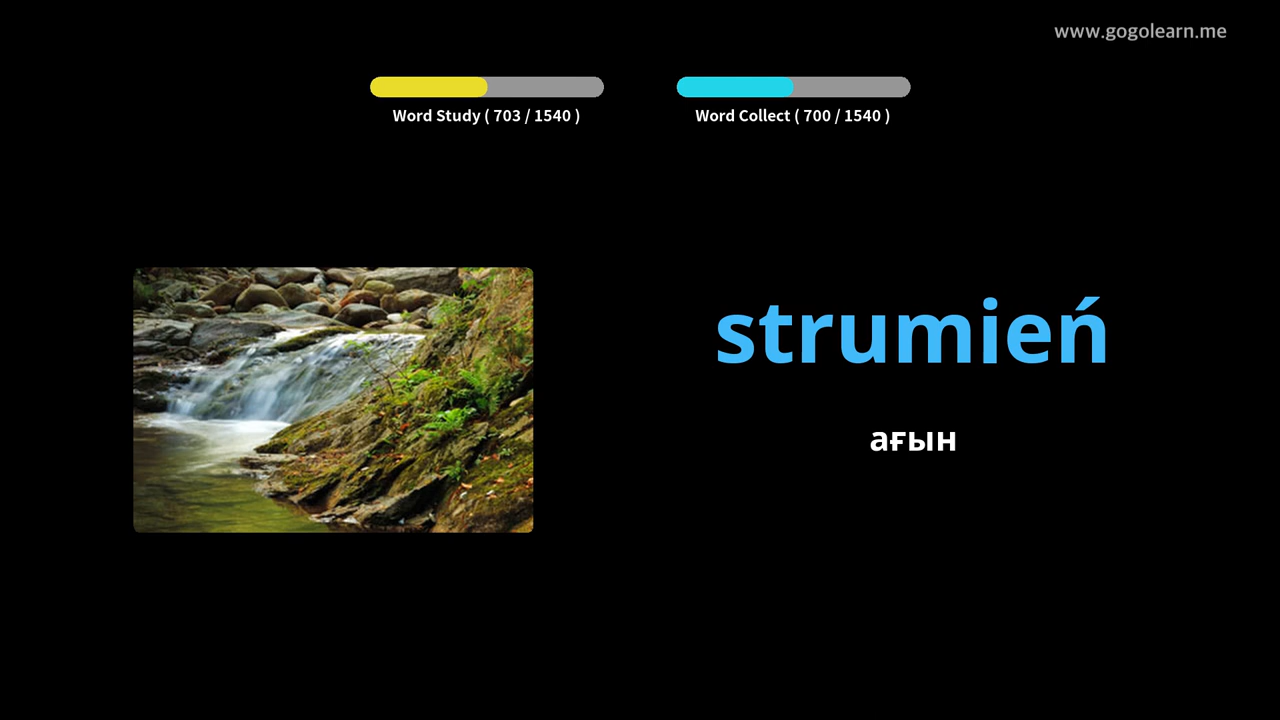 www.gogolearn.me
Word Study ( 703 / 1540 )
Word Collect ( 700 / 1540 )
strumień
ағын